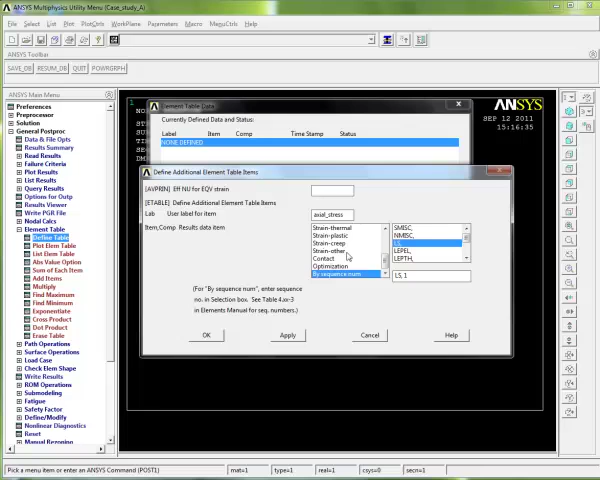 ANSYS Multiphysics Utility Menu (Case_study_A)
File Select List Plot PlotCtrls WorkPlane Parameters Macro MenuCtrls Help
ANSYS Toolbar
SAVE_DB RESUM_DB QUIT POWRGRPH
ANSYS Main Menu
Preferences
Preprocessor
Solution
General Postproc
Data & File Opts
Results Summary
Read Results
Failure Criteria
Plot Results
List Results
Query Results
Options for Outp
Results Viewer
Write PGR File
Nodal Calcs
Element Table
Define Table
Plot Elem Table
List Elem Table
Abs Value Option
Sum of Each Item
Add Items
Multiply
Find Maximum
Find Minimum
Exponentiate
Cross Product
Dot Product
Erase Table
Path Operations
Surface Operations
Load Case
Check Elem Shape
Write Results
ROM Operations
Submodeling
Fatigue
Safety Factor
Define/Modify
Nonlinear Diagnostics
Reset
Manual Rezoning
1
ANSYS
SEP 12 2011
15:16:35
Element Table Data
Currently Defined Data and Status:
Label Item Comp Time Stamp Status
NONE DEFINED
Define Additional Element Table Items
[AVPRIN] Eff NU for EQV strain
[ETABLE] Define Additional Element Table Items
Lab User label for item axial_stress
Item,Comp Results data item
Strain-thermal
Strain-plastic
Strain-creep
Strain-other
Contact
Optimization
By sequence num
SMISC,
NMISC,
LS,
LEPEL,
LEPTH,
LS, 1
(For "By sequence num", enter sequence
no. in Selection box. See Table 4.xx-3
in Elements Manual for seq. numbers.)
OK Apply Cancel Help
Pick a menu item or enter an ANSYS Command (POST1) mat=1 type=1 real=1 csys=0 secn=1